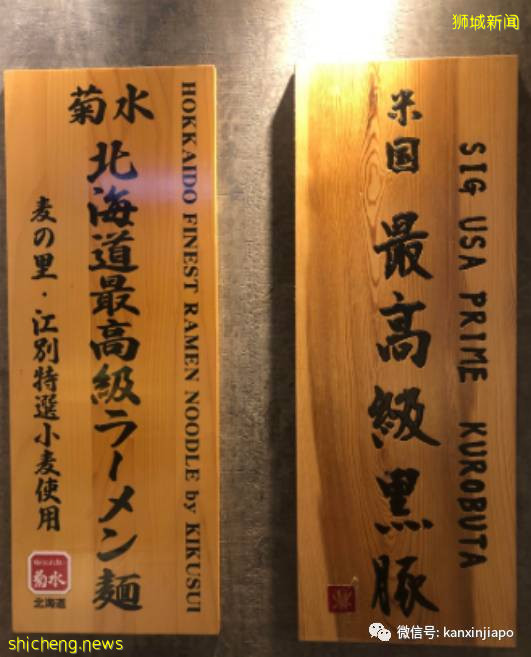 狮城新闻
HOKKAIDO FINEST RAMEN NOODLE by KIKUSUI
菊水
北海道最高級ラーメン麺
麦の里・江別特選小麦使用
菊水
北海道
SIG USA PRIME KUROBUTA
米国
最高級黒豚
微信号: kanxinjiapo
shicheng.news